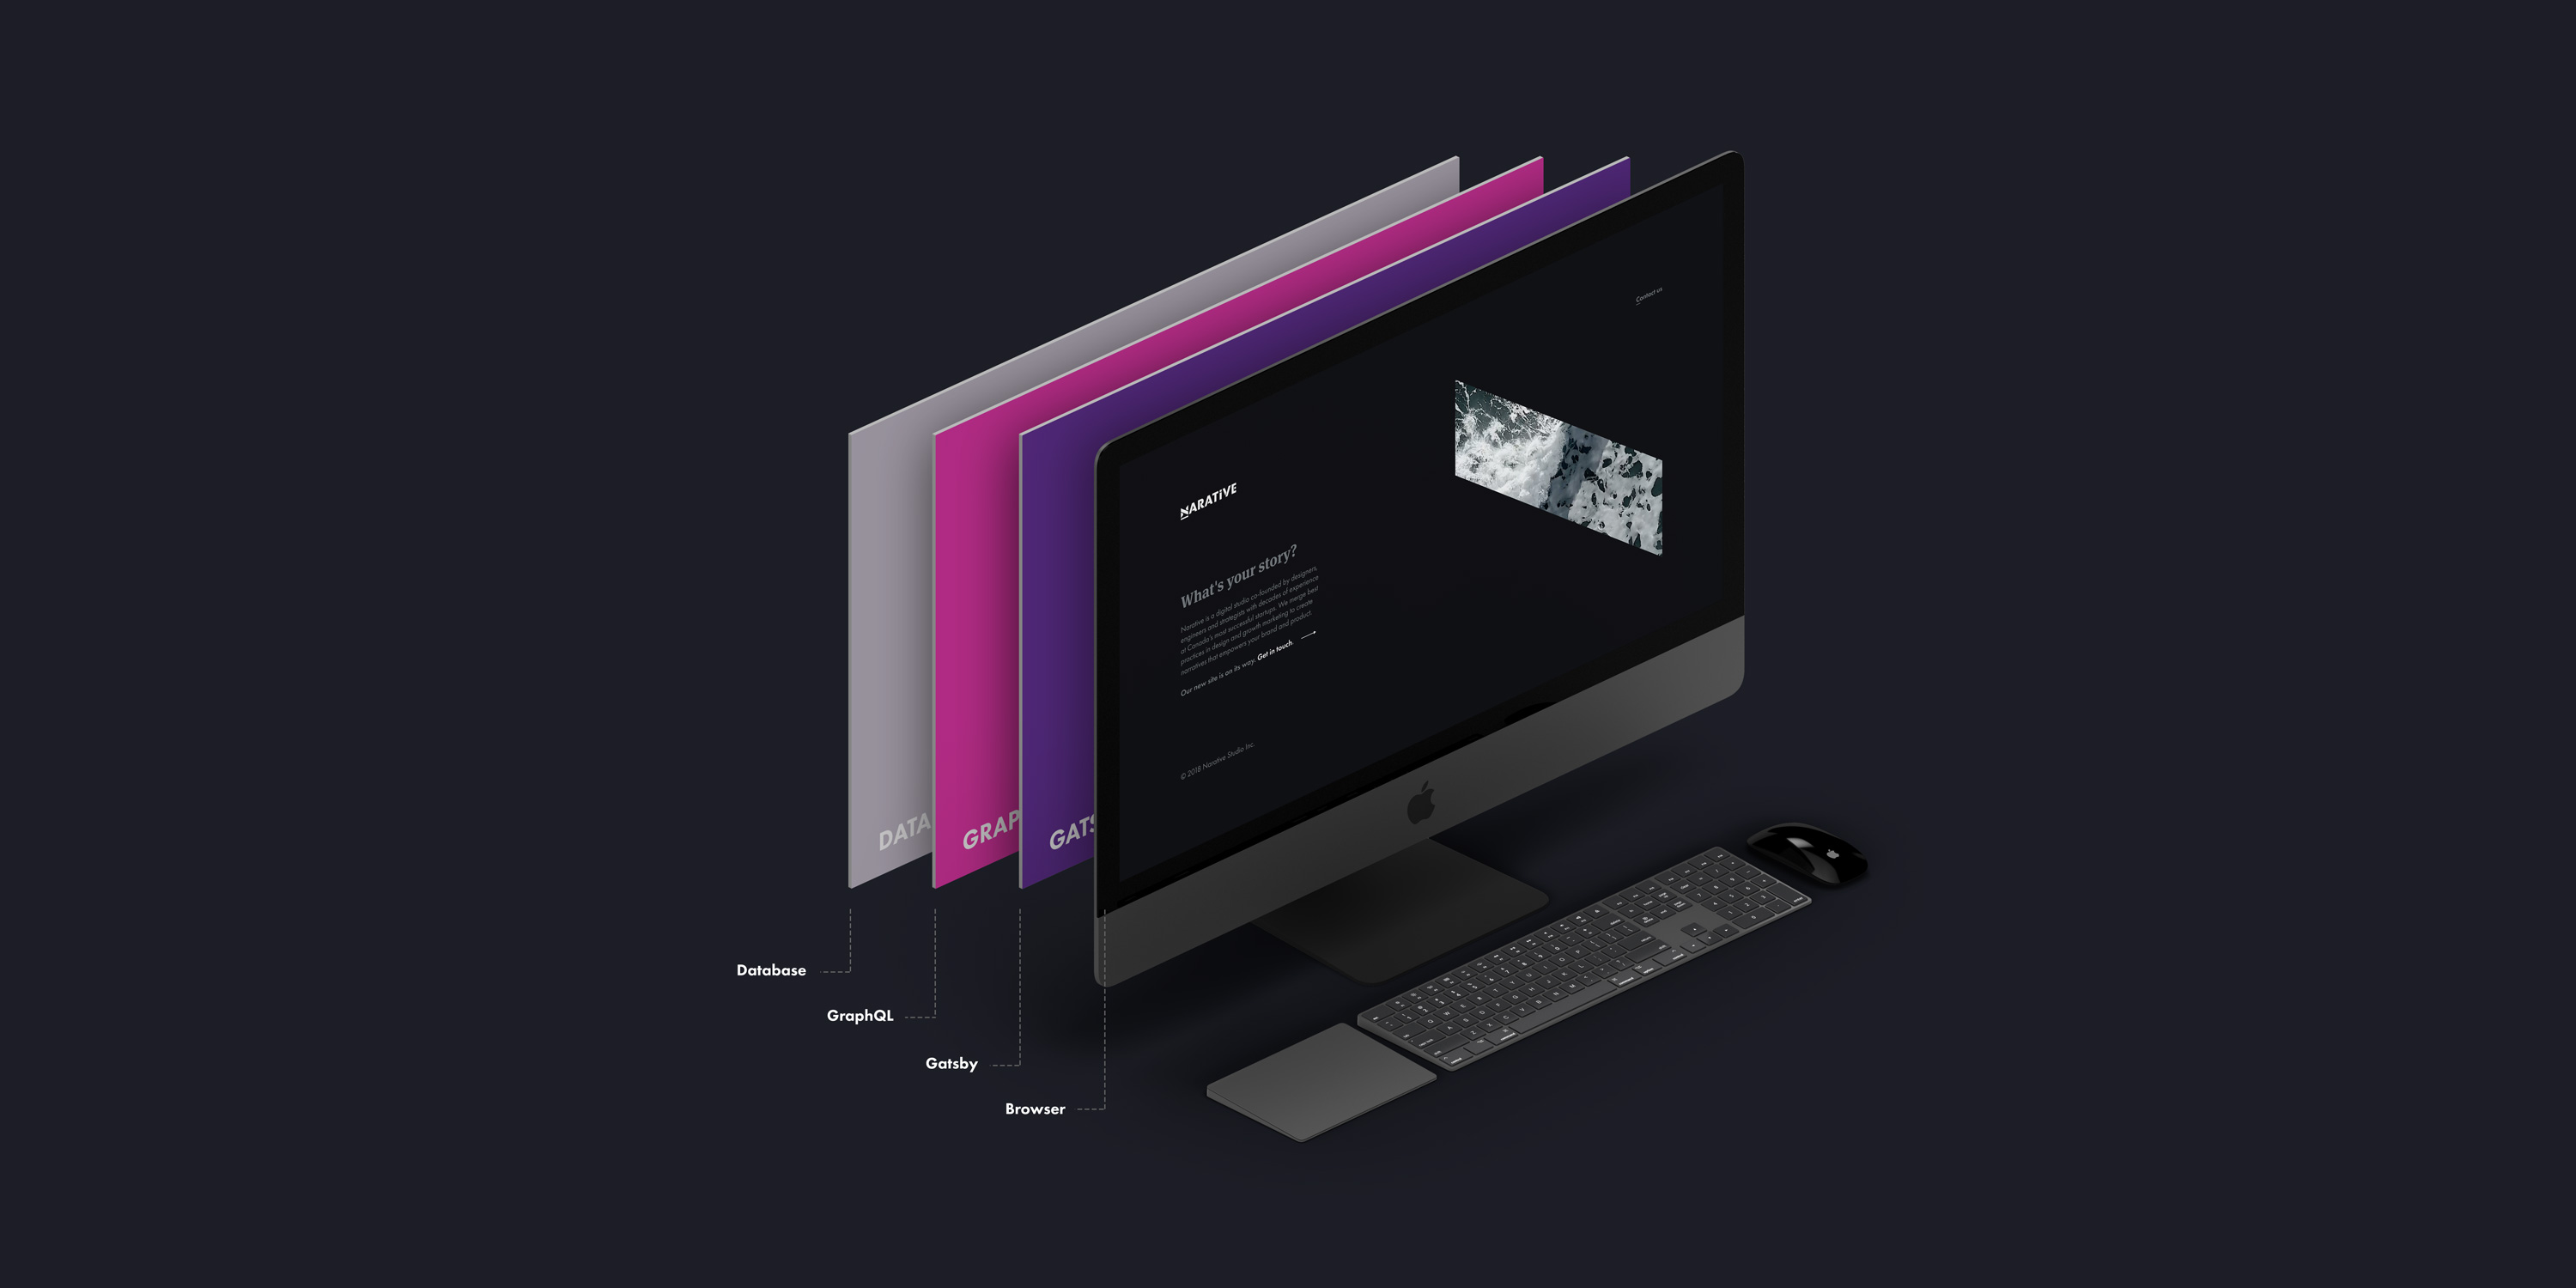 Contact us
NARATIVE
What's your story?
Narative is a digital studio co-founded by designers,
engineers and strategists with decades of experience
at Canada's most successful startups. We merge best
practices in design and growth marketing to create
narratives that empowers your brand and product.
Our new site is on its way. Get in touch.
© 2018 Narative Studio Inc.
DATA
GRAP
GATS
Database
GraphQL
Gatsby
Browser